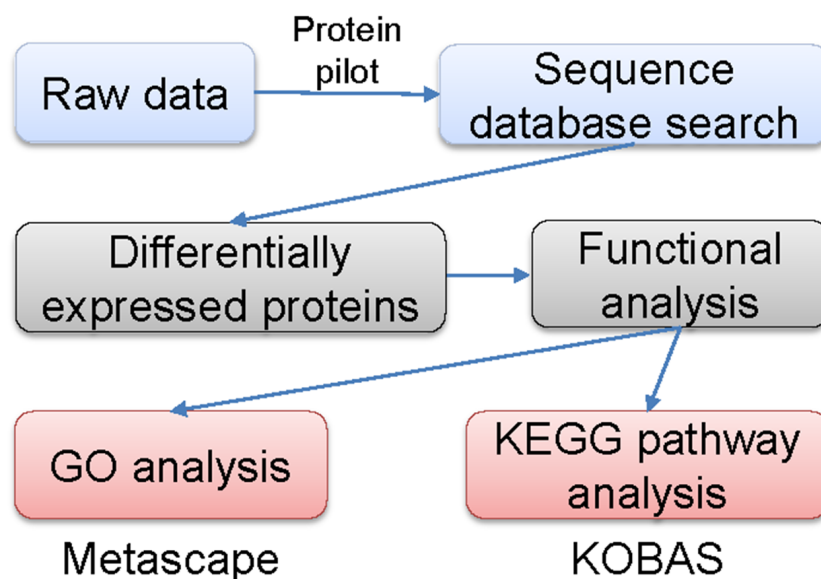 Protein
pilot
Raw data
Sequence
database search
Differentially
expressed proteins
Functional
analysis
GO analysis
KEGG pathway
analysis
Metascape
KOBAS